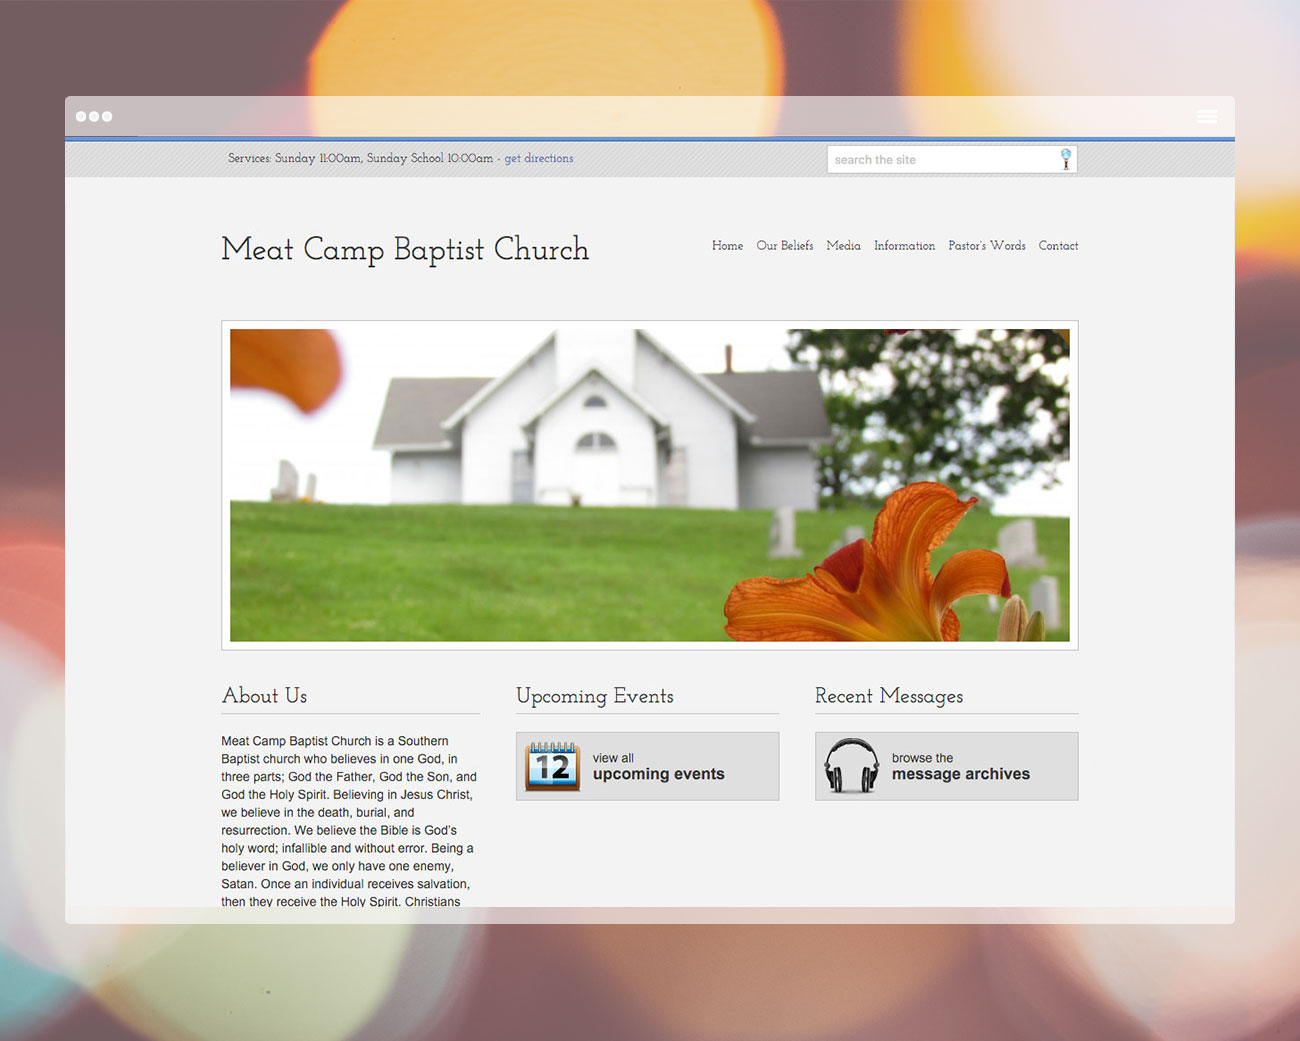 Services: Sunday 11:00am, Sunday School 10:00am - get directions
search the site
Meat Camp Baptist Church
Home Our Beliefs Media Information Pastor's Words Contact
About Us
Meat Camp Baptist Church is a Southern
Baptist church who believes in one God, in
three parts; God the Father, God the Son, and
God the Holy Spirit. Believing in Jesus Christ,
we believe in the death, burial, and
resurrection. We believe the Bible is God's
holy word; infallible and without error. Being a
believer in God, we only have one enemy,
Satan. Once an individual receives salvation,
then they receive the Holy Spirit. Christians
Upcoming Events
12
view all
upcoming events
Recent Messages
browse the
message archives